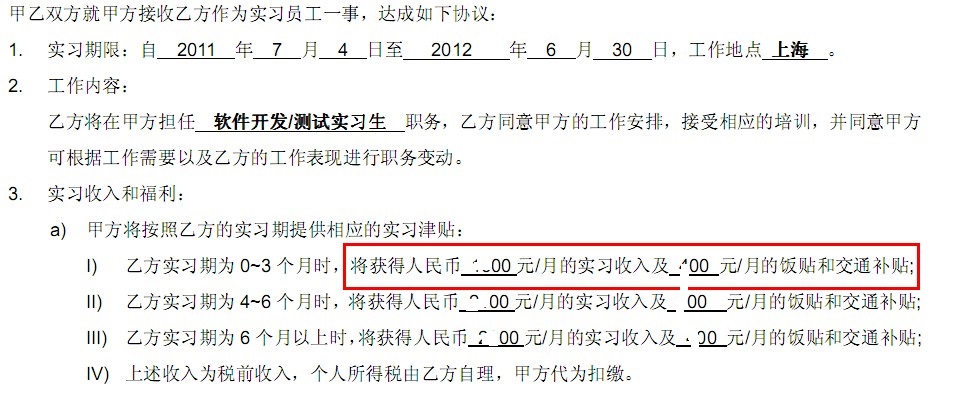 甲乙双方就甲方接收乙方作为实习员工一事，达成如下协议：
1. 实习期限：自 2011 年 7 月 4 日至 2012 年 6 月 30 日，工作地点 上海 。
2. 工作内容：
乙方将在甲方担任 软件开发/测试实习生 职务，乙方同意甲方的工作安排，接受相应的培训，并同意甲方
可根据工作需要以及乙方的工作表现进行职务变动。
3. 实习收入和福利：
a) 甲方将按照乙方的实习期提供相应的实习津贴：
I) 乙方实习期为 0~3 个月时，将获得人民币 00 元/月的实习收入及 00 元/月的饭贴和交通补贴;
II) 乙方实习期为 4~6 个月时，将获得人民币 00 元/月的实习收入及 00 元/月的饭贴和交通补贴;
III) 乙方实习期为 6 个月以上时,将获得人民币 00 元/月的实习收入及 00 元/月的饭贴和交通补贴;
IV) 上述收入为税前收入，个人所得税由乙方自理，甲方代为扣缴。